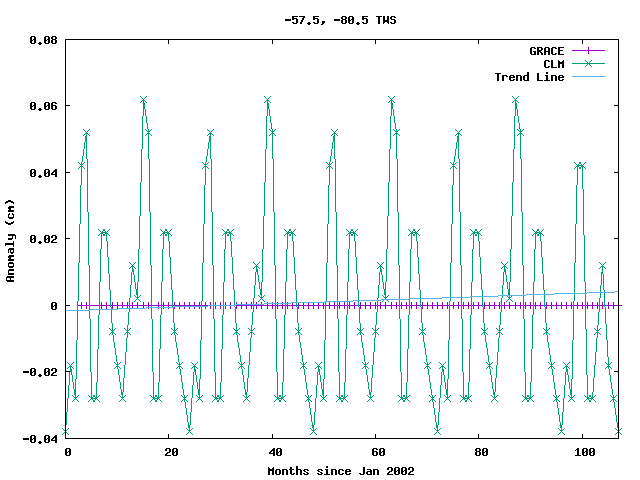 -57.5, -80.5 TWS
0.08
0.06
0.04
0.02
0
-0.02
-0.04
Anomaly (cm)
GRACE
CLM
Trend Line
0 20 40 60 80 100
Months since Jan 2002